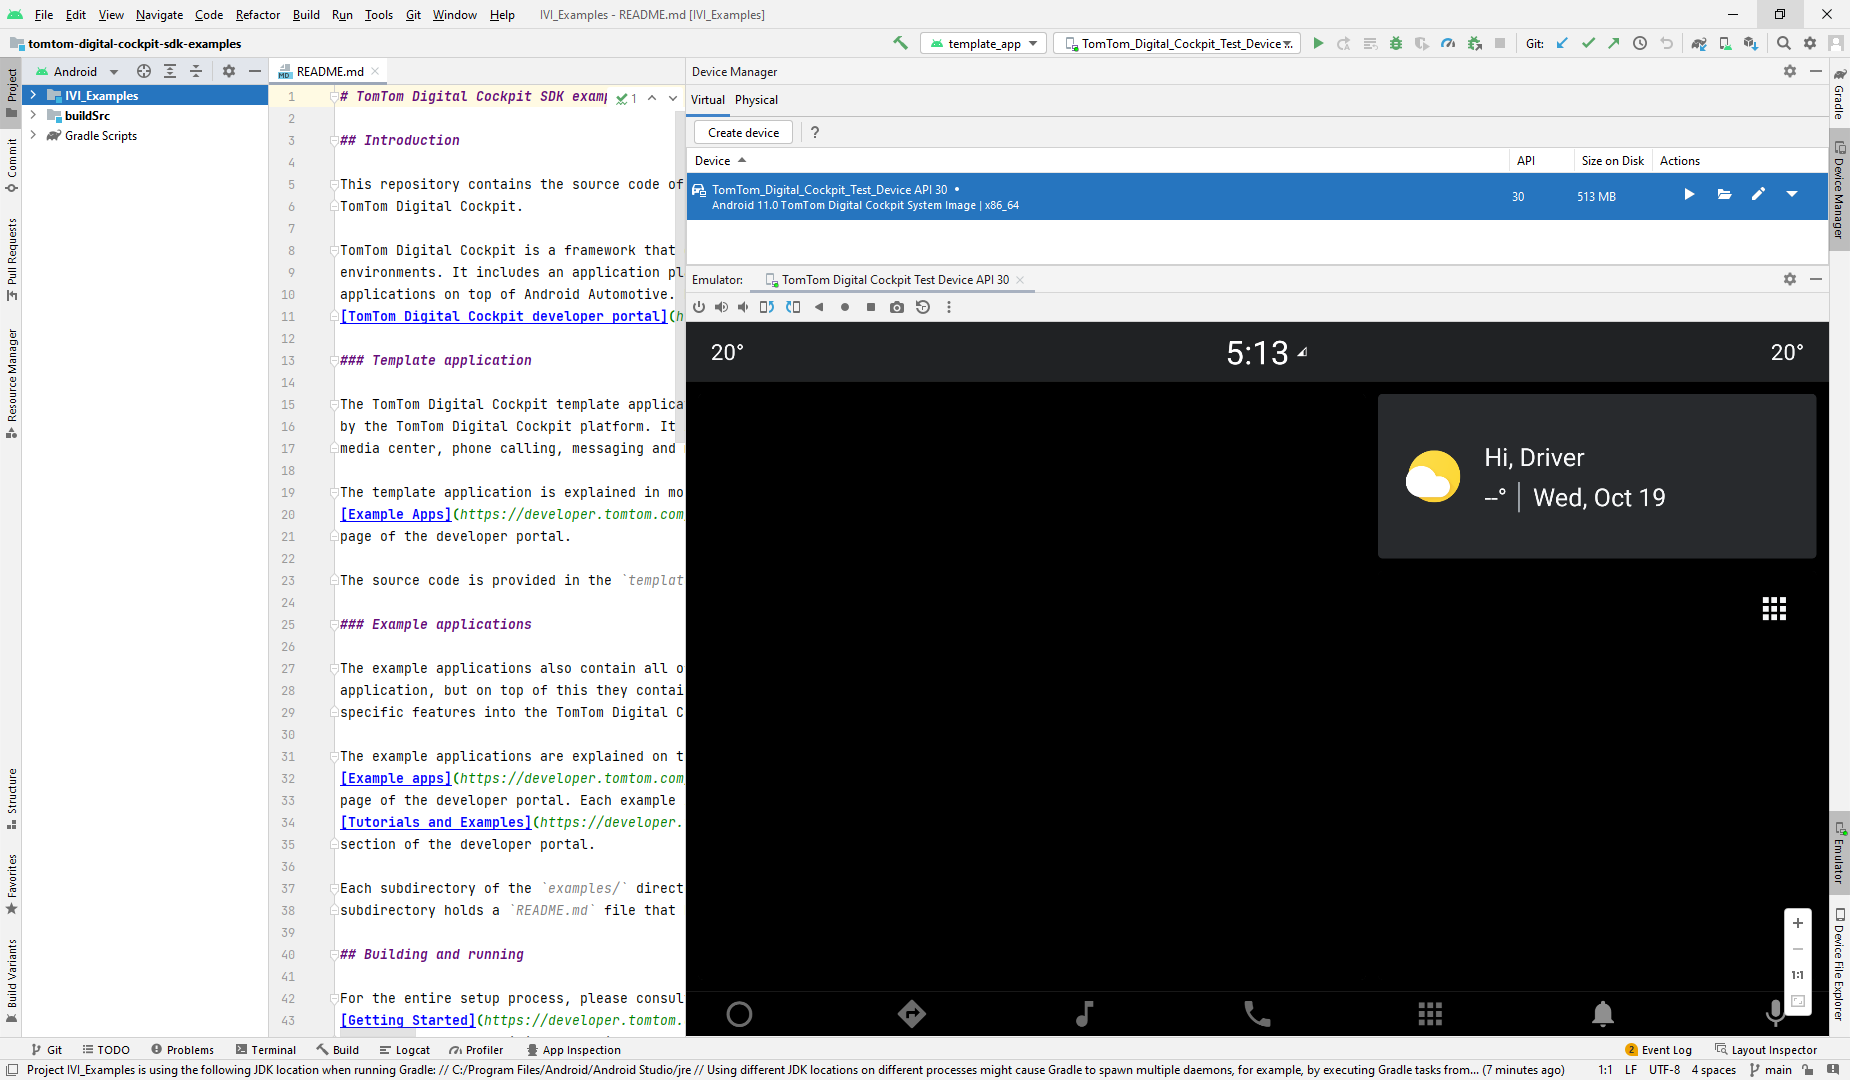 File Edit View Navigate Code Refactor Build Run Tools Git Window Help IVI_Examples - README.md [IVI_Examples]
tomtom-digital-cockpit-sdk-examples
template_app
TomTom_Digital_Cockpit_Test_Device
Git:
Project
Commit
Pull Requests
Resource Manager
Structure
Favorites
Build Variants
Android
IVI_Examples
buildSrc
Gradle Scripts
README.md
1 # TomTom Digital Cockpit SDK examp
1
2
3 ## Introduction
4
5 This repository contains the source code of
6 TomTom Digital Cockpit.
7
8 TomTom Digital Cockpit is a framework that
9 environments. It includes an application pl
10 applications on top of Android Automotive.
11 [TomTom Digital Cockpit developer portal](h
12
13 ### Template application
14
15 The TomTom Digital Cockpit template applica
16 by the TomTom Digital Cockpit platform. It
17 media center, phone calling, messaging and
18
19 The template application is explained in mo
20 [Example Apps](https://developer.tomtom.com
21 page of the developer portal.
22
23 The source code is provided in the `templat
24
25 ### Example applications
26
27 The example applications also contain all o
28 application, but on top of this they contai
29 specific features into the TomTom Digital C
30
31 The example applications are explained on t
32 [Example apps](https://developer.tomtom.com
33 page of the developer portal. Each example
34 [Tutorials and Examples](https://developer.
35 section of the developer portal.
36
37 Each subdirectory of the `examples/` direct
38 subdirectory holds a `README.md` file that
39
40 ## Building and running
41
42 For the entire setup process, please consul
43 [Getting Started](https://developer.tomtom.
Device Manager
Virtual Physical
Create device ?
Device API Size on Disk Actions
TomTom_Digital_Cockpit_Test_Device API 30
Android 11.0 TomTom Digital Cockpit System Image | x86_64
30 513 MB
Emulator: TomTom Digital Cockpit Test Device API 30
20° 5:13 20°
Hi, Driver
--° Wed, Oct 19
1:1
Gradle
Device Manager
Emulator
Device File Explorer
Git TODO Problems Terminal Build Logcat Profiler App Inspection
2 Event Log Layout Inspector
Project IVI_Examples is using the following JDK location when running Gradle: // C:/Program Files/Android/Android Studio/jre // Using different JDK locations on different processes might cause Gradle to spawn multiple daemons, for example, by executing Gradle tasks from... (7 minutes ago)
1:1 LF UTF-8 4 spaces main